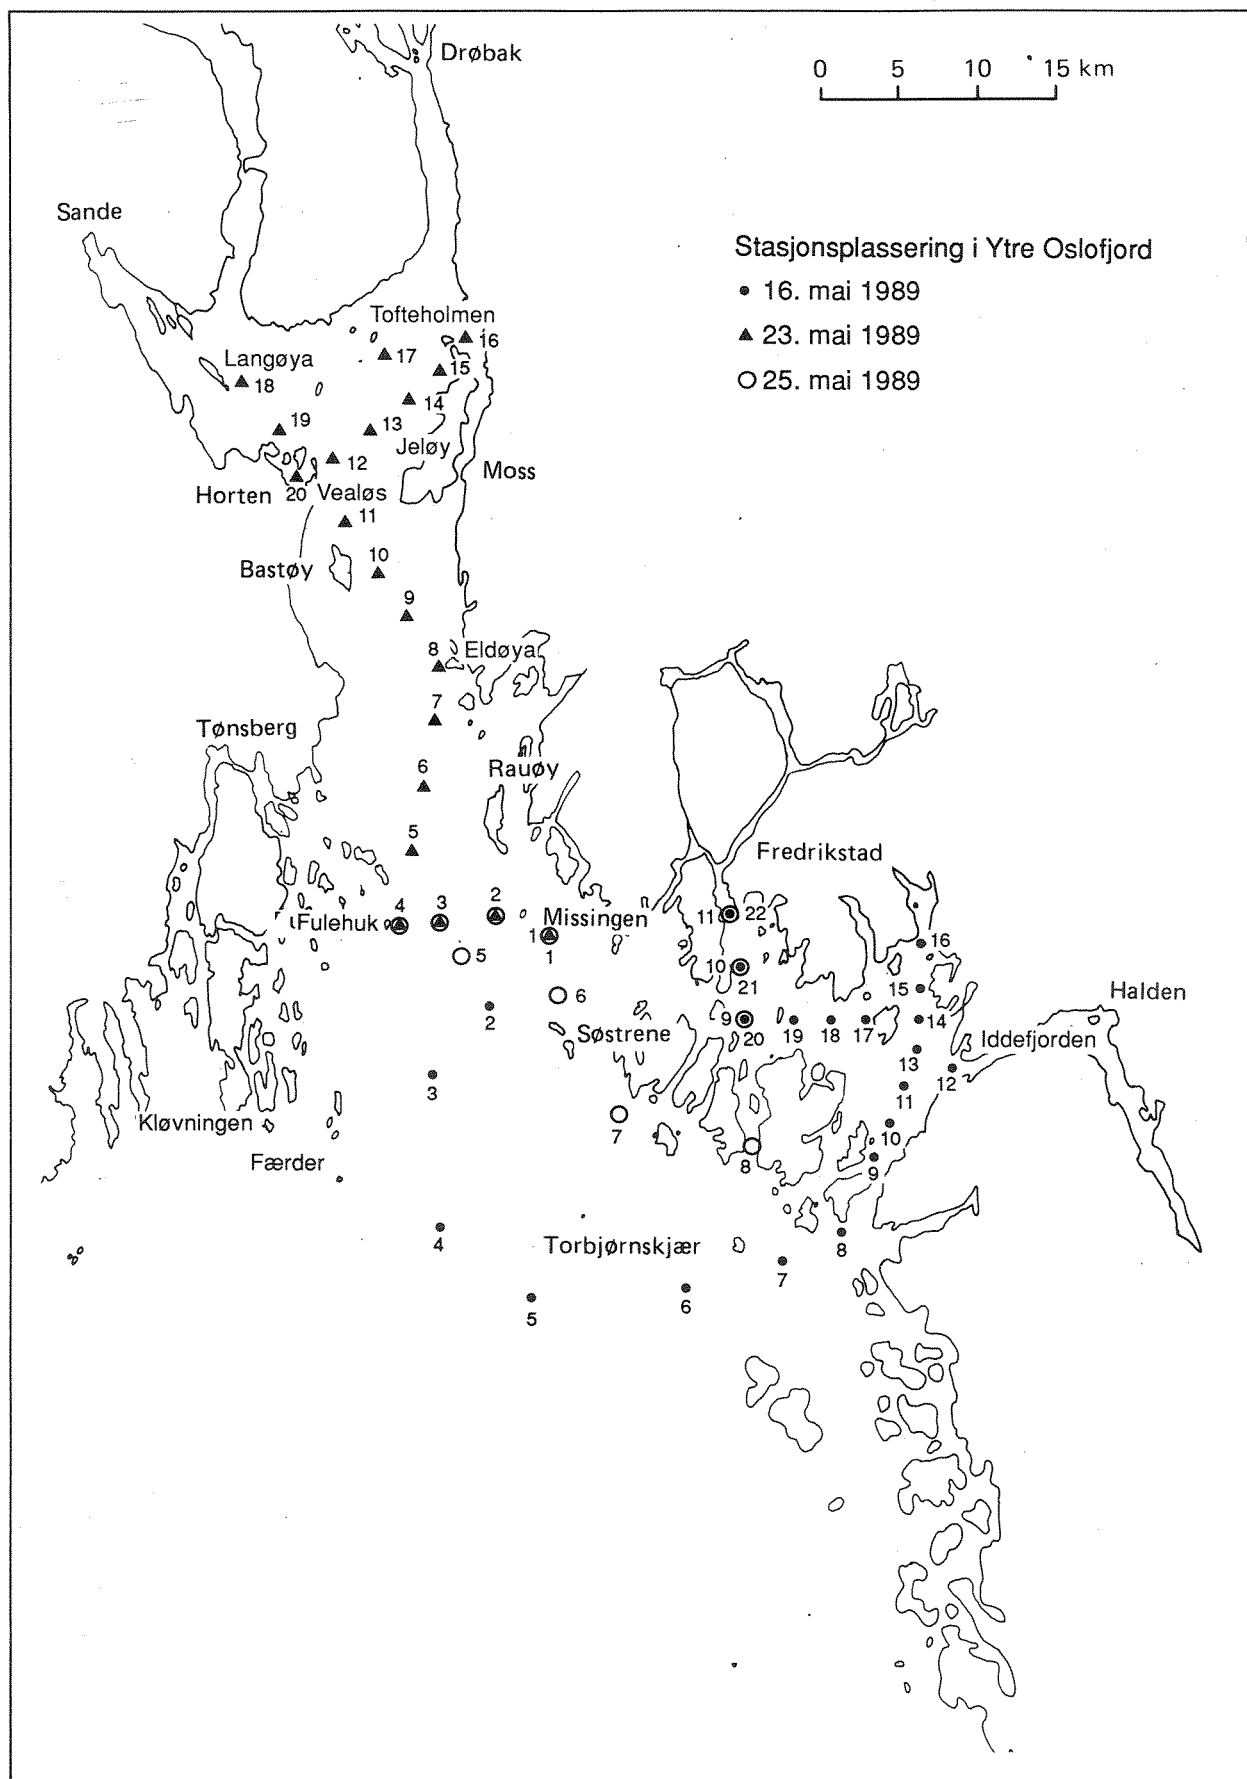 Drøbak
0 5 10 15 km
Sande
Stasjonsplassering i Ytre Oslofjord
16. mai 1989
23. mai 1989
25. mai 1989
Tofteholmen
16
17
Langøya
15
18
14
19
13
Jeløy
12
Moss
20
Horten
Vealøs
11
10
Bastøy
9
8
Eldøya
7
Tønsberg
6
Rauøy
5
Fredrikstad
4
3
2
Fulehuk
Missingen
1
1
11
22
16
5
10
21
15
6
Halden
2
9
20
19
18
17
14
Søstrene
Iddefjorden
13
12
3
11
Kløvningen
7
10
8
9
Færder
4
Torbjørnskjær
8
7
6
5